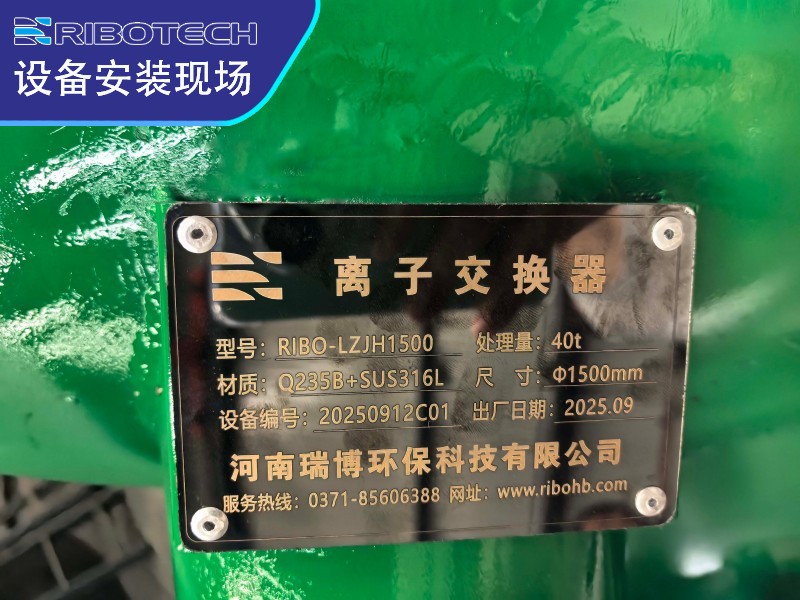 RIBOTECH
设备安装现场
离子交换器
型号：RIBO-LZJH1500 处理量：40t
材质：Q235B+SUS316L 尺 寸：Φ1500mm
设备编号：20250912C01 出厂日期：2025.09
河南瑞博环保科技有限公司
服务热线：0371-85606388 网址：www.ribohb.com